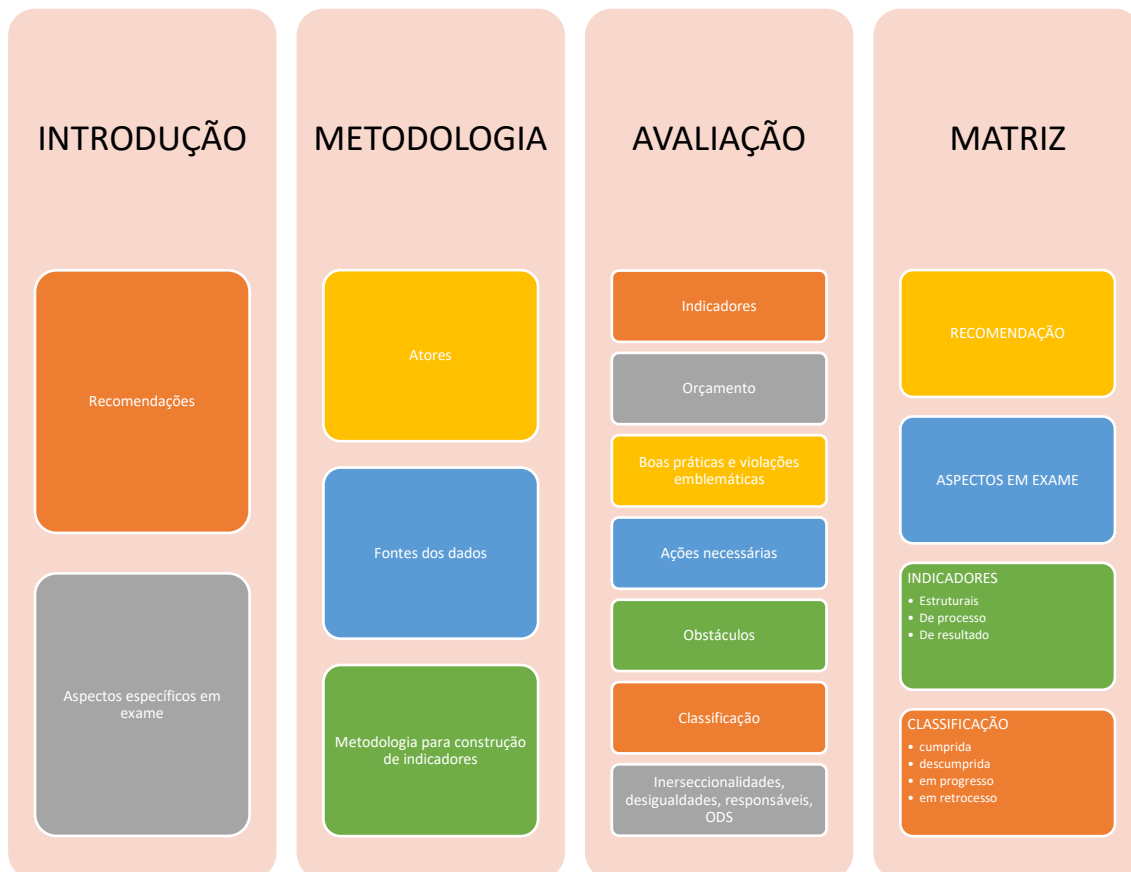 INTRODUÇÃO
Recomendações
Aspectos específicos em
exame
METODOLOGIA
Atores
Fontes dos dados
Metodologia para construção
de indicadores
AVALIAÇÃO
Indicadores
Orçamento
Boas práticas e violações
emblemáticas
Ações necessárias
Obstáculos
Classificação
Inerseccionalidades,
desigualdades, responsáveis,
ODS
MATRIZ
RECOMENDAÇÃO
ASPECTOS EM EXAME
INDICADORES
• Estruturais
• De processo
• De resultado
CLASSIFICAÇÃO
• cumprida
• descumprida
• em progresso
• em retrocesso